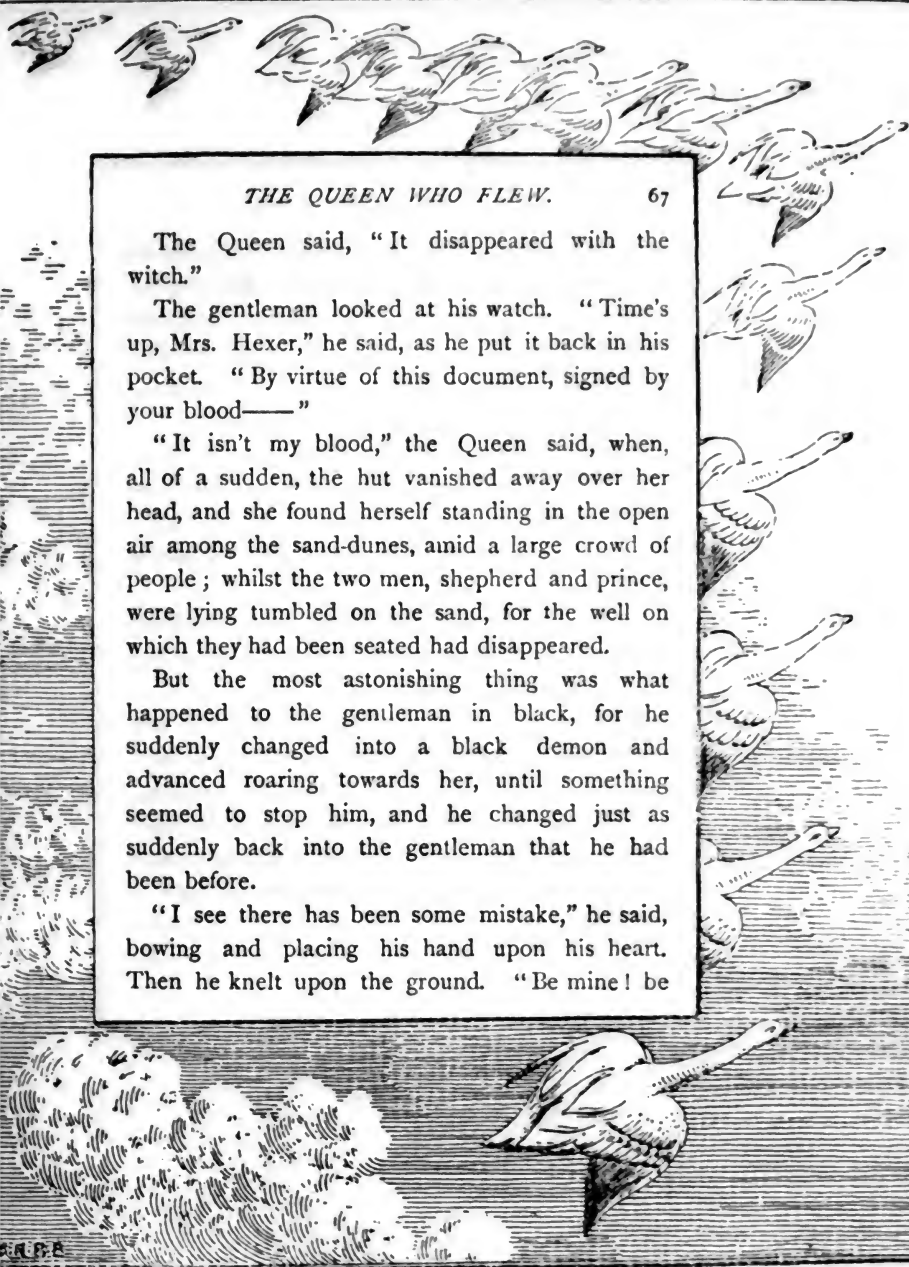 THE QUEEN WHO FLEW. 67
The Queen said, “It disappeared with the
witch.”
The gentleman looked at his watch. “Time's
up, Mrs. Hexer,” he said, as he put it back in his
pocket. “By virtue of this document, signed by
your blood——”
“It isn't my blood,” the Queen said, when,
all of a sudden, the hut vanished away over her
head, and she found herself standing in the open
air among the sand-dunes, amid a large crowd of
people; whilst the two men, shepherd and prince,
were lying tumbled on the sand, for the well on
which they had been seated had disappeared.
But the most astonishing thing was what
happened to the gentleman in black, for he
suddenly changed into a black demon and
advanced roaring towards her, until something
seemed to stop him, and he changed just as
suddenly back into the gentleman that he had
been before.
“I see there has been some mistake,” he said,
bowing and placing his hand upon his heart.
Then he knelt upon the ground. “Be mine! be